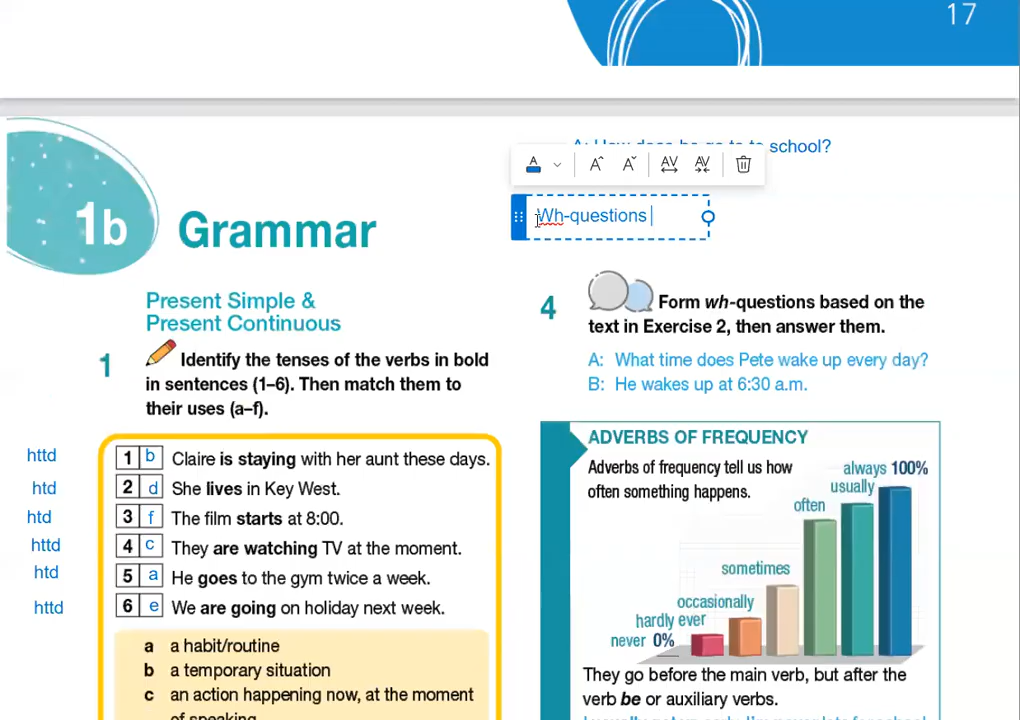 17
school?
A
A
A
AV
AV
Wh-questions
1b
Grammar
Present Simple &
Present Continuous
1
Identify the tenses of the verbs in bold
in sentences (1–6). Then match them to
their uses (a–f).
httd
1
b
Claire is staying with her aunt these days.
htd
2
d
She lives in Key West.
htd
3
f
The film starts at 8:00.
httd
4
c
They are watching TV at the moment.
htd
5
a
He goes to the gym twice a week.
httd
6
e
We are going on holiday next week.
a a habit/routine
b a temporary situation
c an action happening now, at the moment
of speaking
4
Form wh-questions based on the
text in Exercise 2, then answer them.
A: What time does Pete wake up every day?
B: He wakes up at 6:30 a.m.
ADVERBS OF FREQUENCY
Adverbs of frequency tell us how
often something happens.
always 100%
usually
often
sometimes
occasionally
hardly ever
never 0%
They go before the main verb, but after the
verb be or auxiliary verbs.